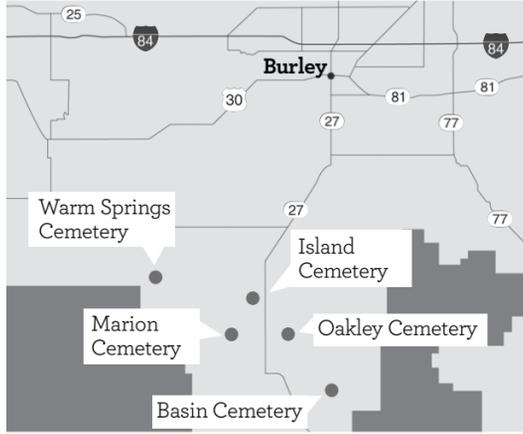 25
84
84
Burley
30
81
81
27
77
27
77
Warm Springs
Cemetery
Island
Cemetery
Marion
Cemetery
Oakley Cemetery
Basin Cemetery